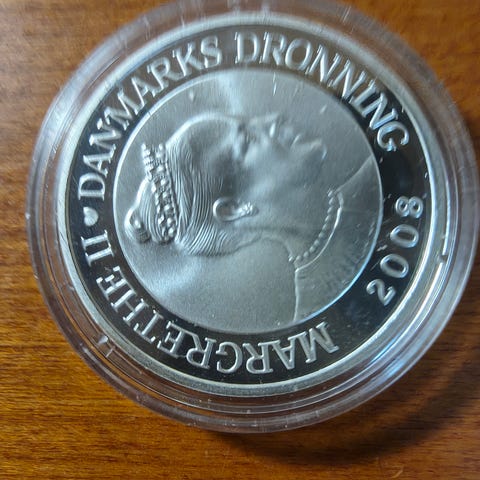 MARGRETHE II ♥ DANMARKS DRONNING
2008